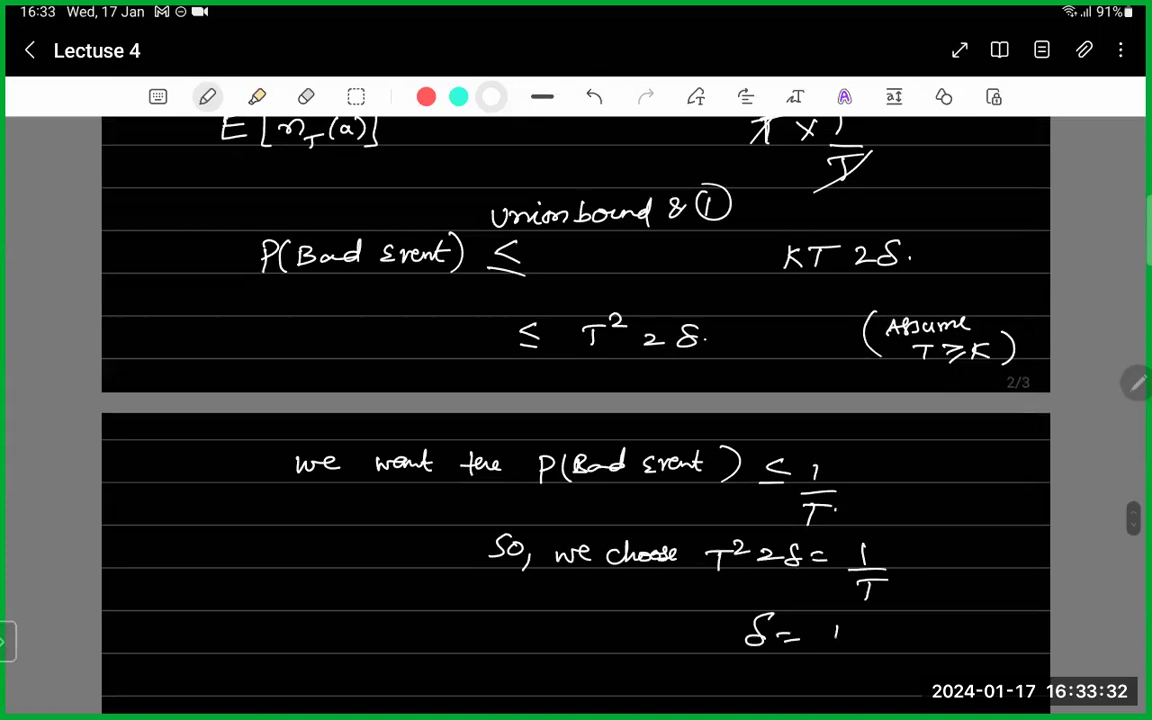 16:33 Wed, 17 Jan 91%
Lectuse 4
E[n_T(a)]
T × 1/T
union bound & ①
P(Bad Event) ≤ KT 2δ.
≤ T² 2δ. (Assume
T ≥ K)
2/3
we want the P(Bad Event) ≤ 1/T.
So, we choose T² 2δ = 1/T
δ = 1
2024-01-17 16:33:32